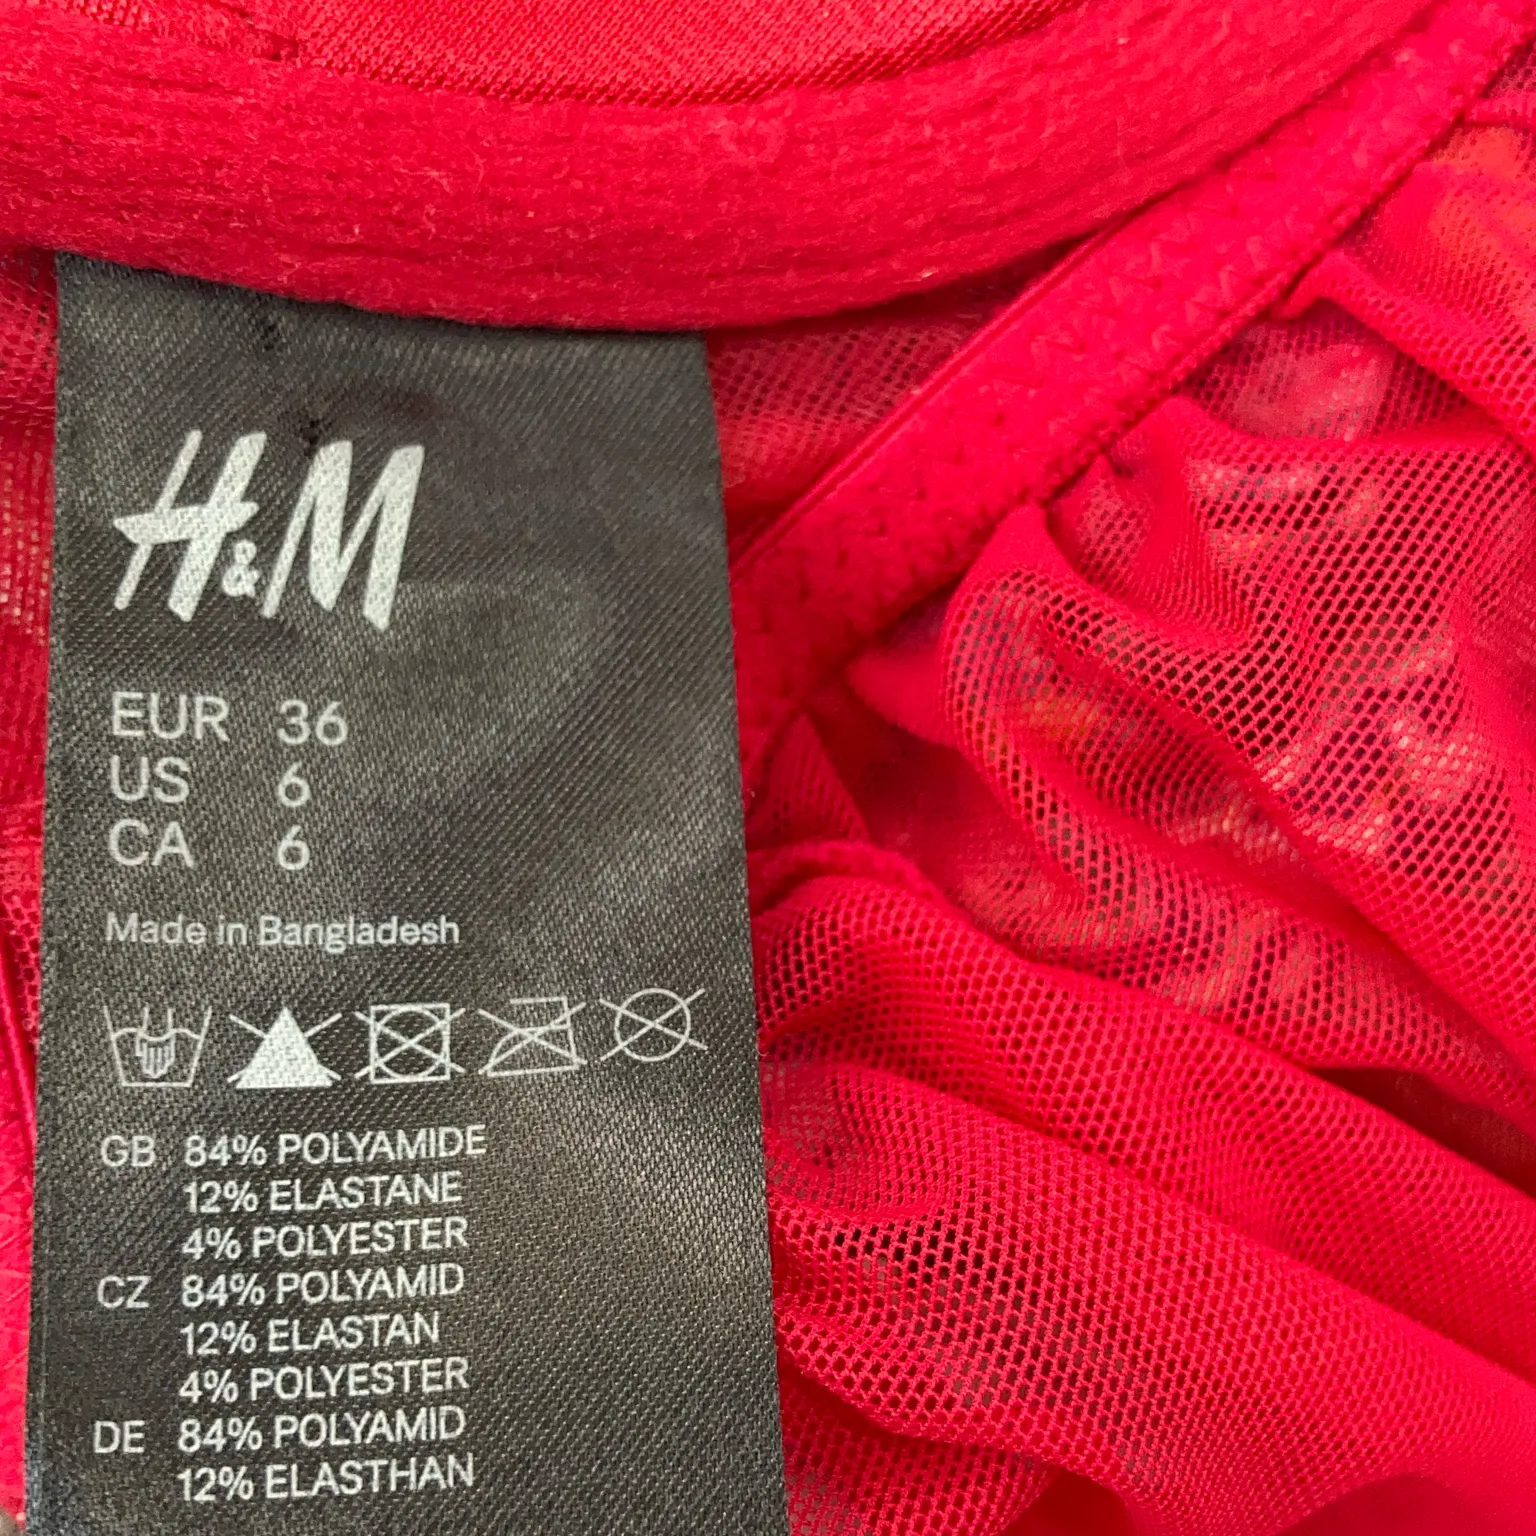 H&M
EUR 36
US 6
CA 6
Made in Bangladesh
GB 84% POLYAMIDE
12% ELASTANE
4% POLYESTER
CZ 84% POLYAMID
12% ELASTAN
4% POLYESTER
DE 84% POLYAMID
12% ELASTHAN